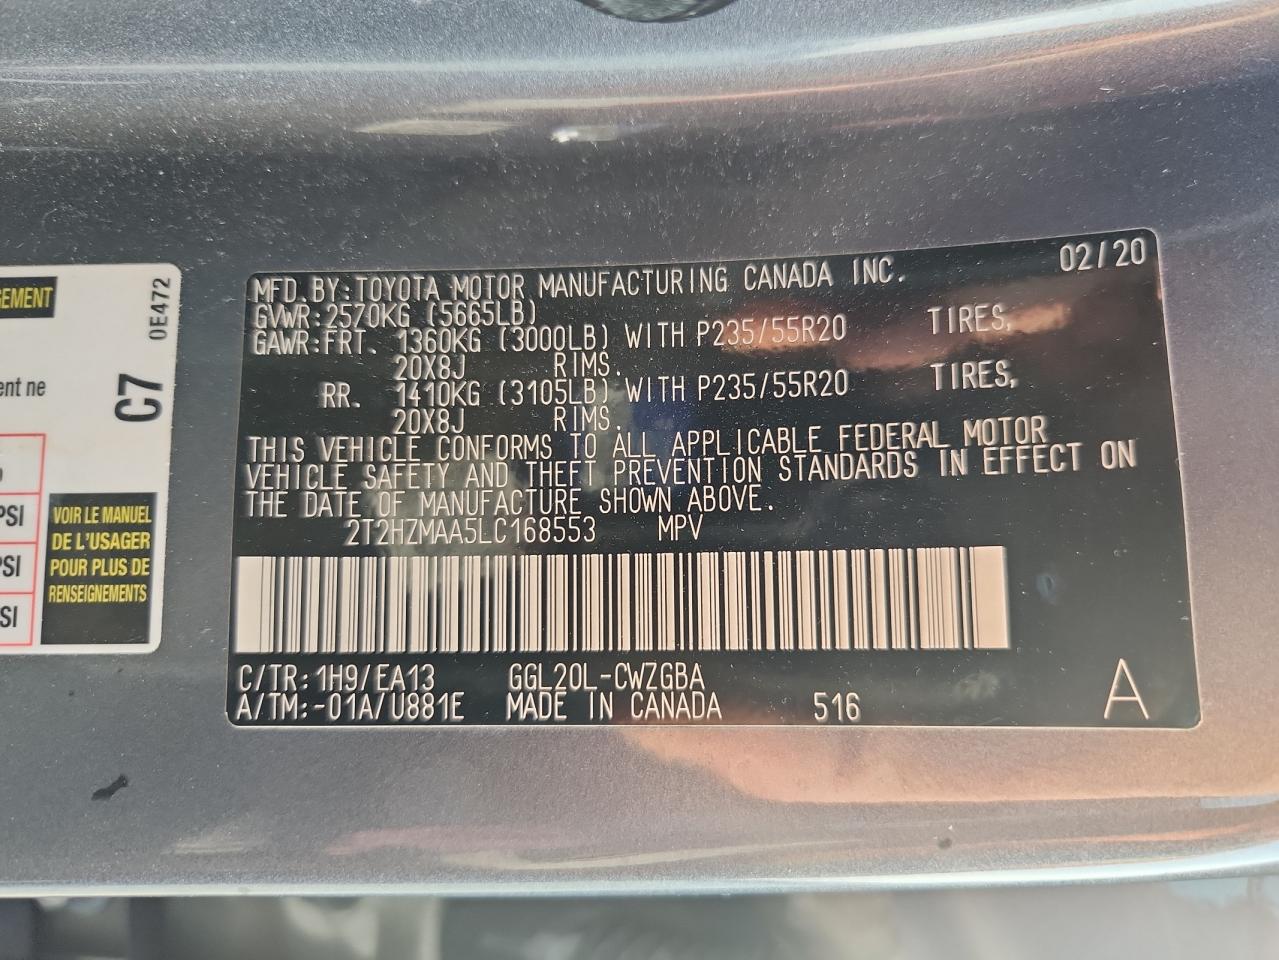 GEMENT
0E472
ent ne
C7
PSI
PSI
SI
VOIR LE MANUEL
DE L'USAGER
POUR PLUS DE
RENSEIGNEMENTS
02/20
MFD.BY:TOYOTA MOTOR MANUFACTURING CANADA INC.
GVWR:2570KG (5665LB)
GAWR:FRT. 1360KG (3000LB) WITH P235/55R20 TIRES,
20X8J RIMS.
RR. 1410KG (3105LB) WITH P235/55R20 TIRES,
20X8J RIMS.
THIS VEHICLE CONFORMS TO ALL APPLICABLE FEDERAL MOTOR
VEHICLE SAFETY AND THEFT PREVENTION STANDARDS IN EFFECT ON
THE DATE OF MANUFACTURE SHOWN ABOVE.
2T2HZMAA5LC168553 MPV
C/TR:1H9/EA13 GGL20L-CWZGBA
A/TM:-01A/U881E MADE IN CANADA 516 A